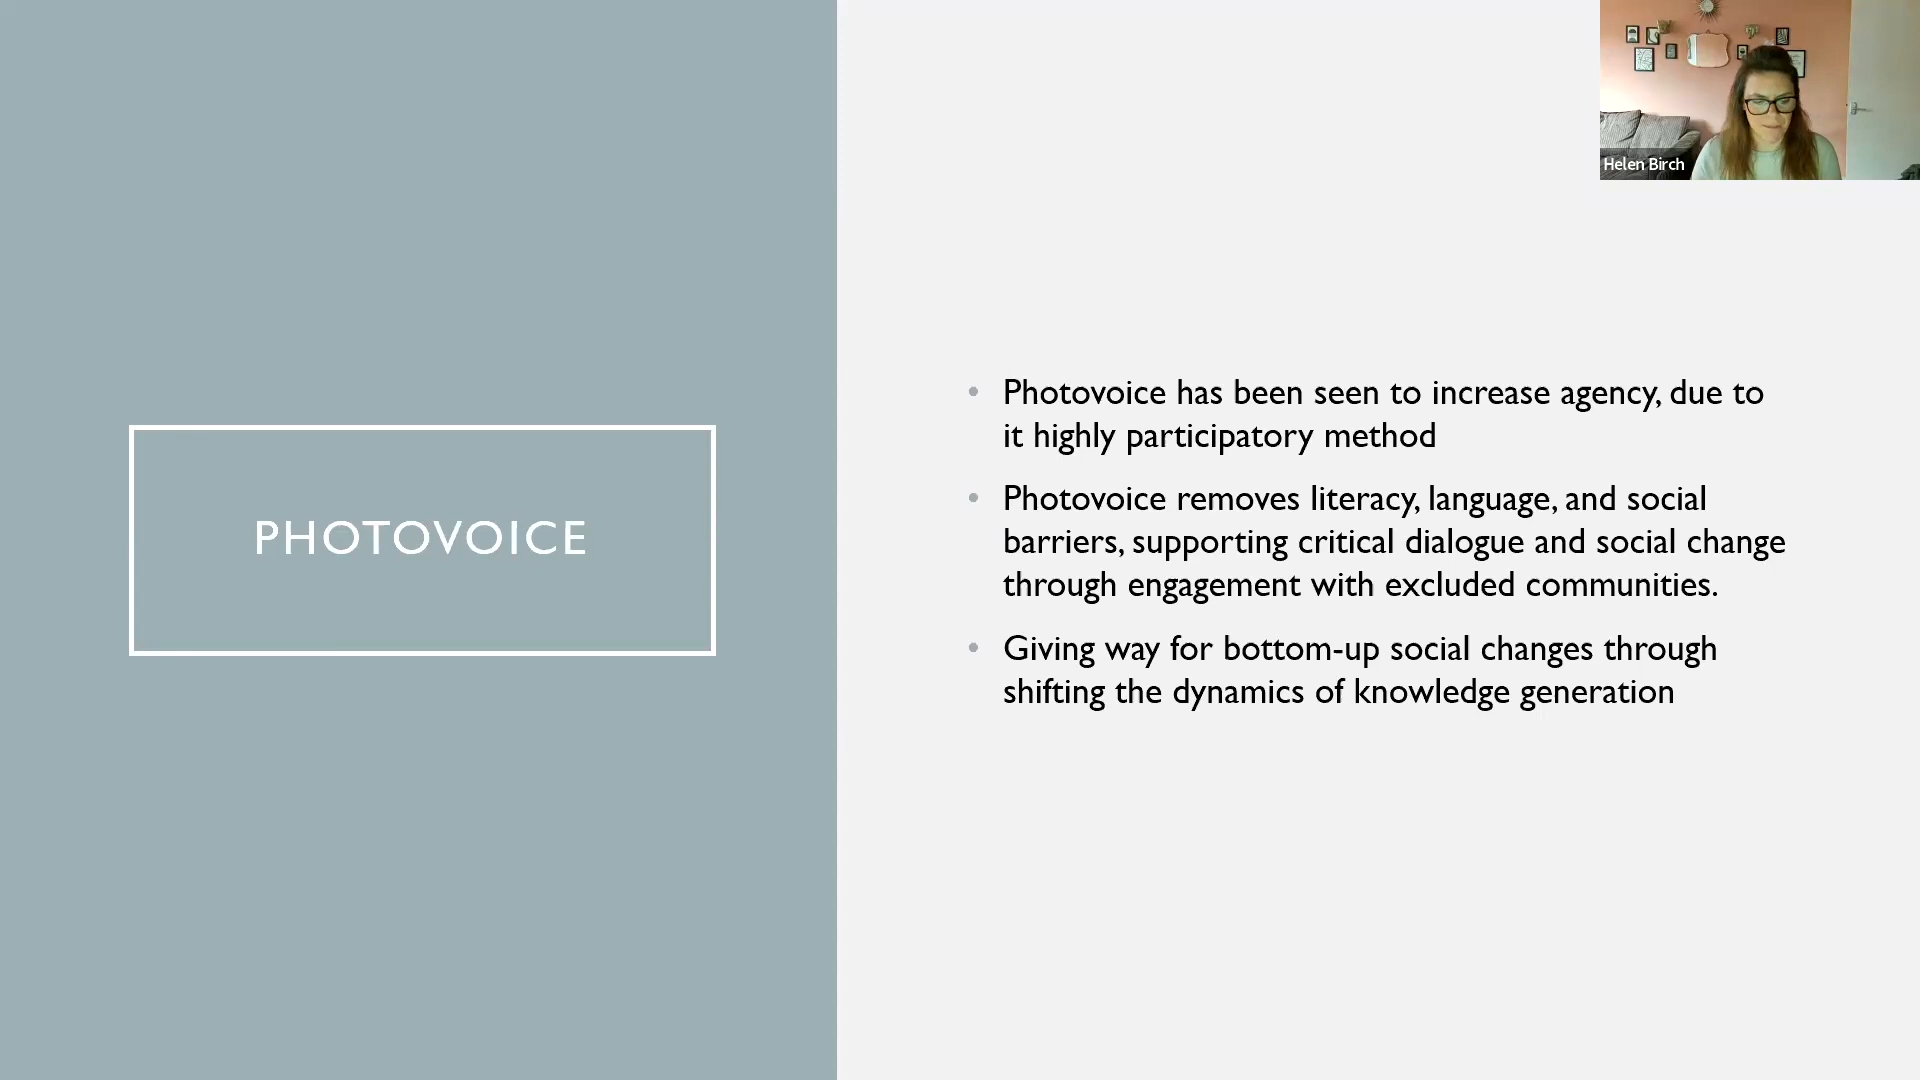 PHOTOVOICE
Photovoice has been seen to increase agency, due to
it highly participatory method
Photovoice removes literacy, language, and social
barriers, supporting critical dialogue and social change
through engagement with excluded communities.
Giving way for bottom-up social changes through
shifting the dynamics of knowledge generation
Helen Birch